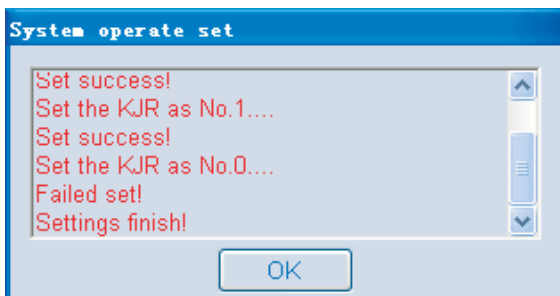 System operate set
Set success!
Set the KJR as No.1....
Set success!
Set the KJR as No.0....
Failed set!
Settings finish!
OK